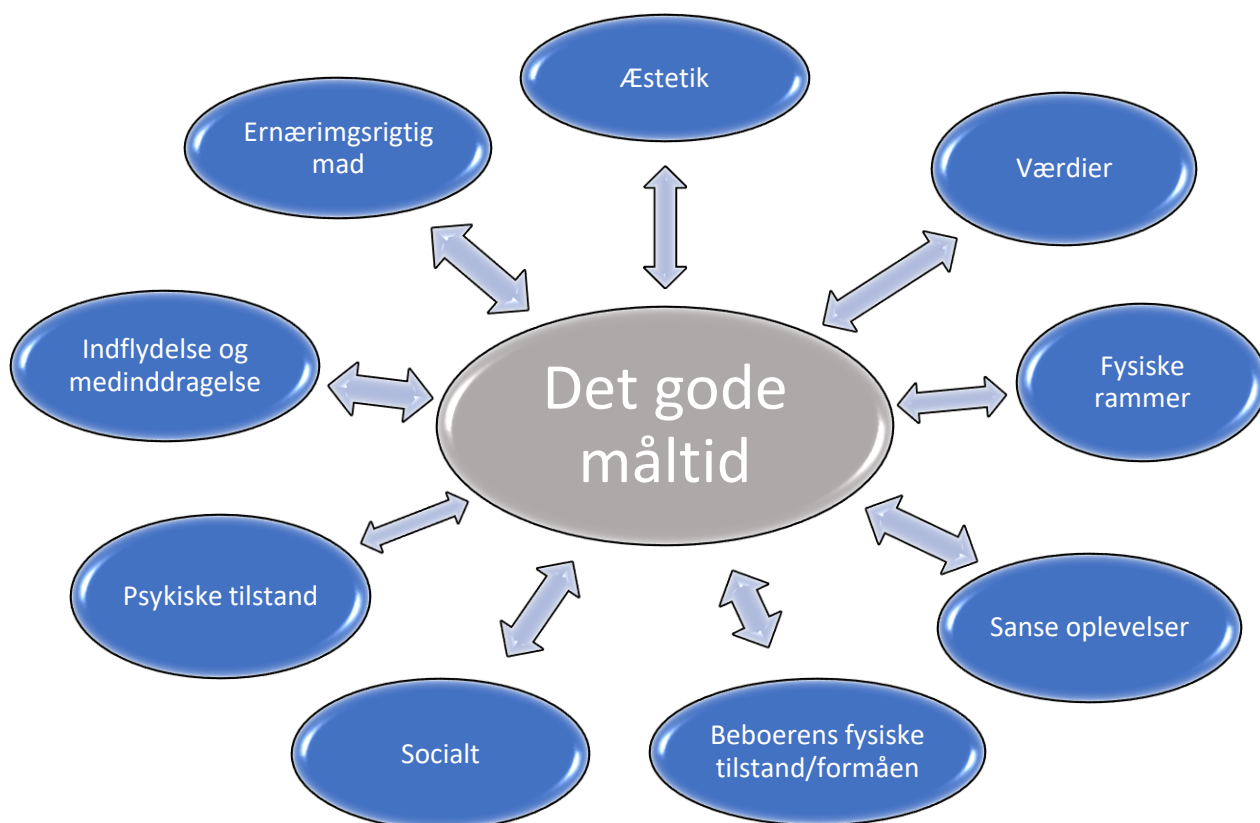 Æstetik
Ernærimgsrigtig
mad
Værdier
Indflydelse og
medinddragelse
Det gode
måltid
Fysiske
rammer
Psykiske tilstand
Sanse oplevelser
Socialt
Beboerens fysiske
tilstand/formåen